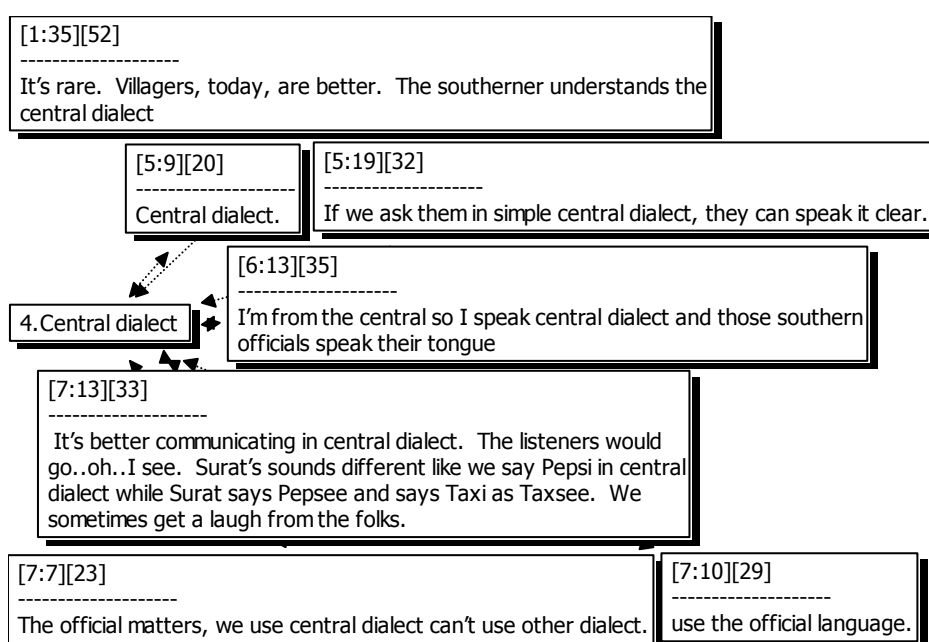 [1:35][52]
--------------------
It's rare.  Villagers, today, are better.  The southerner understands the
central dialect
[5:9][20]
--------------------
Central dialect.
[5:19][32]
--------------------
If we ask them in simple central dialect, they can speak it clear.
[6:13][35]
--------------------
I'm from the central so I speak central dialect and those southern
officials speak their tongue
4.Central dialect
[7:13][33]
--------------------
It's better communicating in central dialect.  The listeners would
go..oh..I see.  Surat's sounds different like we say Pepsi in central
dialect while Surat says Pepsee and says Taxi as Taxsee.  We
sometimes get a laugh from the folks.
[7:7][23]
--------------------
The official matters, we use central dialect can't use other dialect.
[7:10][29]
--------------------
use the official language.